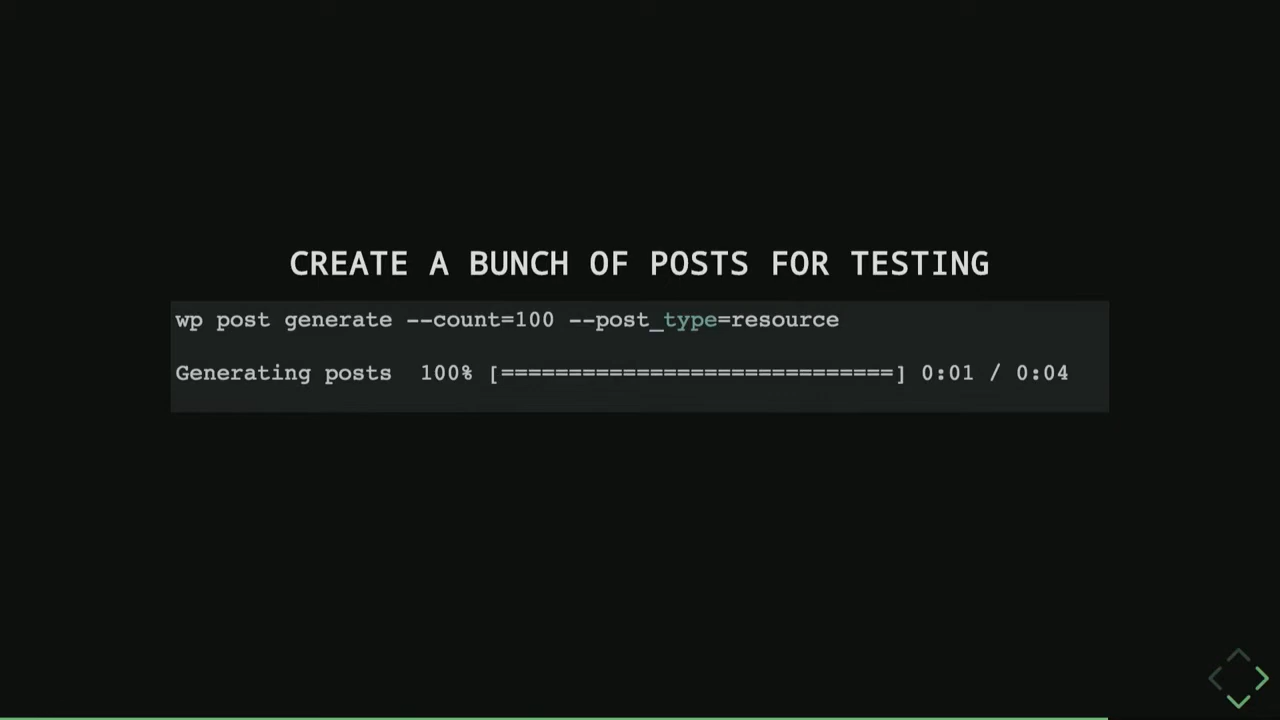 CREATE A BUNCH OF POSTS FOR TESTING
wp post generate --count=100 --post_type=resource
Generating posts  100% [=============================] 0:01 / 0:04